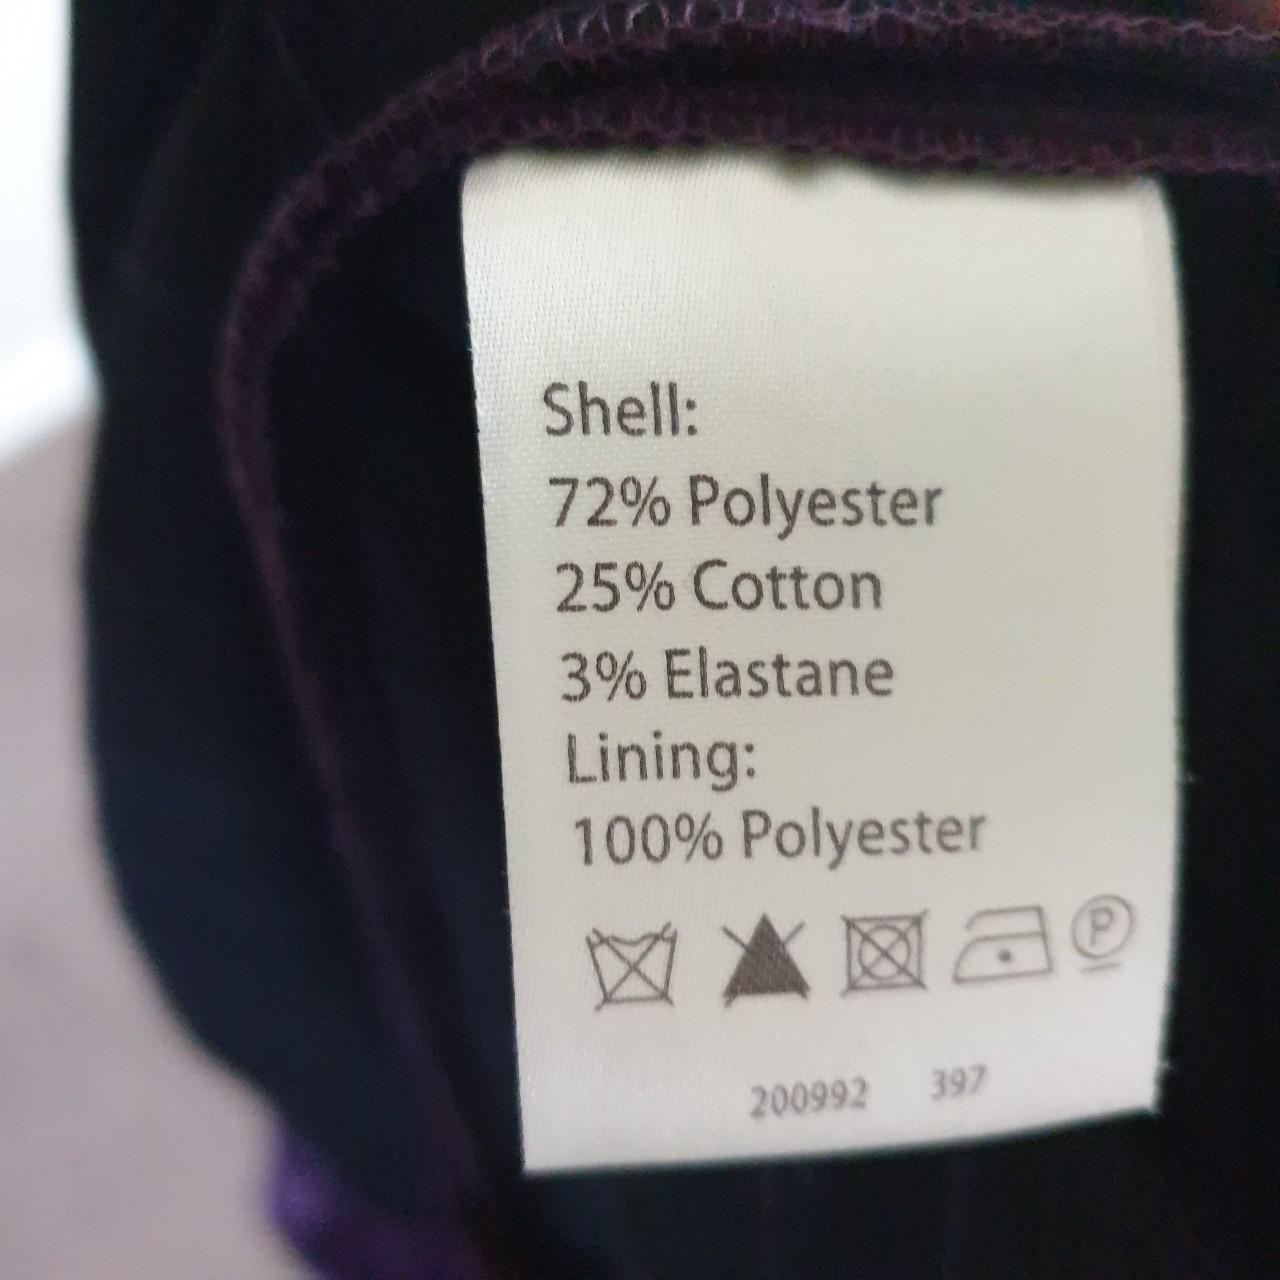 Shell:
72% Polyester
25% Cotton
3% Elastane
Lining:
100% Polyester
P
200992 397